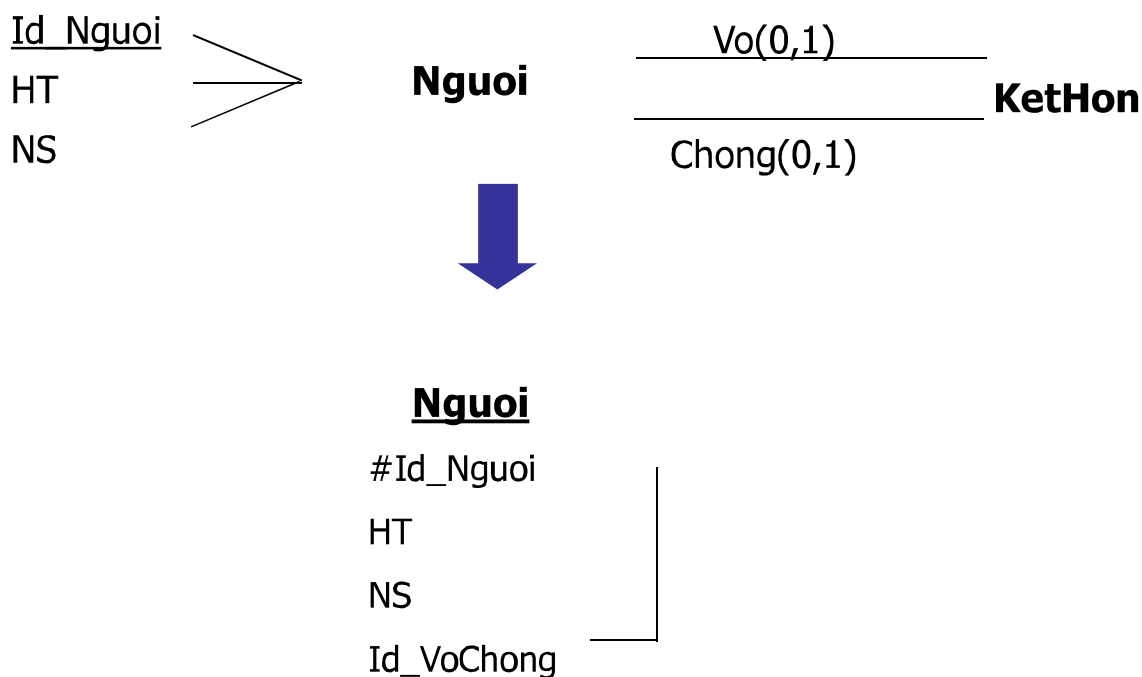 Id_Nguoi
HT
NS
Nguoi
Vo(0,1)
Chong(0,1)
KetHon
Nguoi
#Id_Nguoi
HT
NS
Id_VoChong